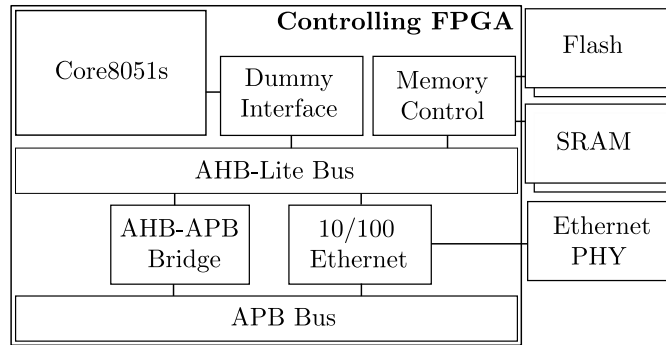 Controlling FPGA
Core8051s
Dummy
Interface
Memory
Control
Flash
SRAM
AHB-Lite Bus
AHB-APB
Bridge
10/100
Ethernet
Ethernet
PHY
APB Bus